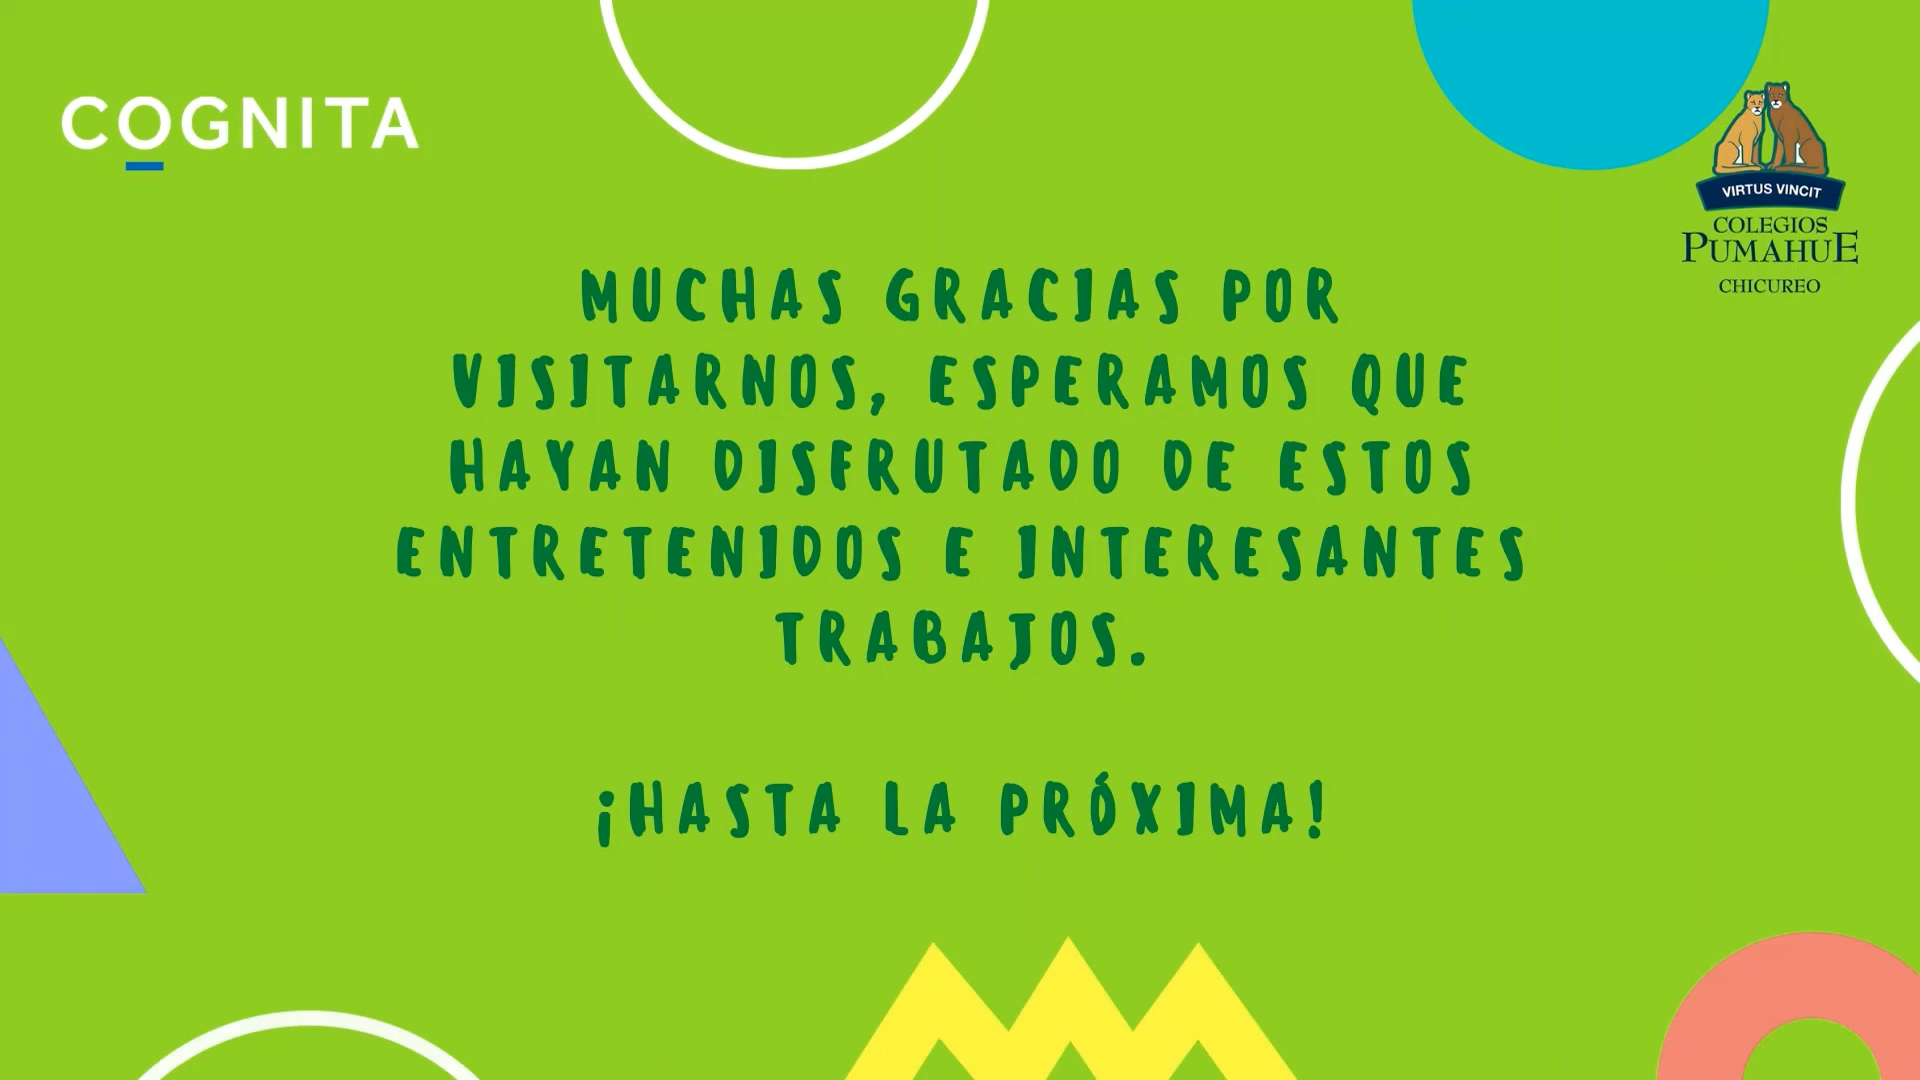 COGNITA
VIRTUS VINCIT
COLEGIOS
PUMAHUE
CHICUREO
MUCHAS GRACIAS POR
VISITARNOS, ESPERAMOS QUE
HAYAN DISFRUTADO DE ESTOS
ENTRETENIDOS E INTERESANTES
TRABAJOS.
¡HASTA LA PRÓXIMA!